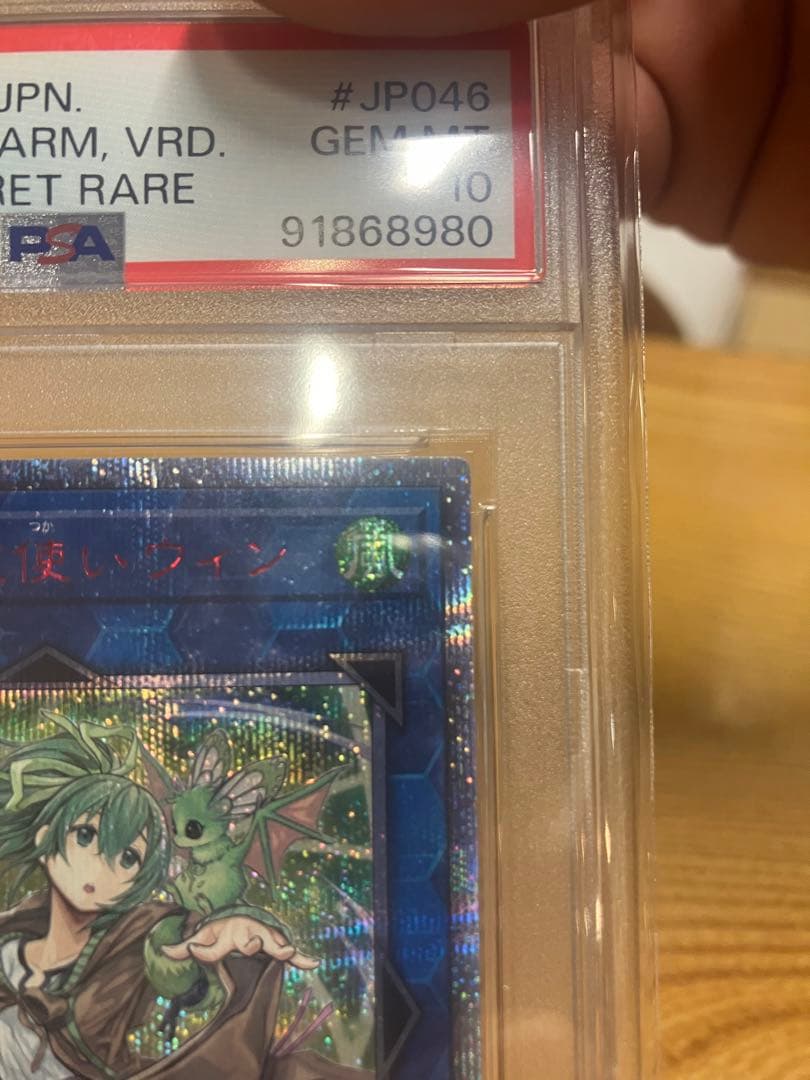 JPN. #JP046
ARM, VRD. GEM MT
RET RARE 10
PSA 91868980
つか
使いウィン 風